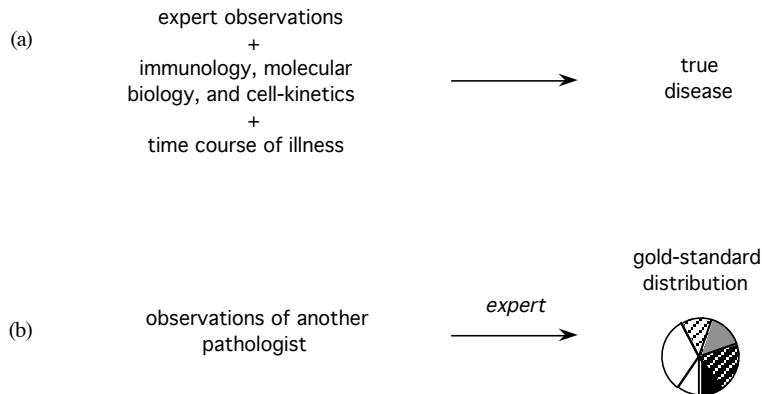 (a)
expert observations
+
immunology, molecular
biology, and cell-kinetics
+
time course of illness
true
disease
(b)
observations of another
pathologist
expert
gold-standard
distribution